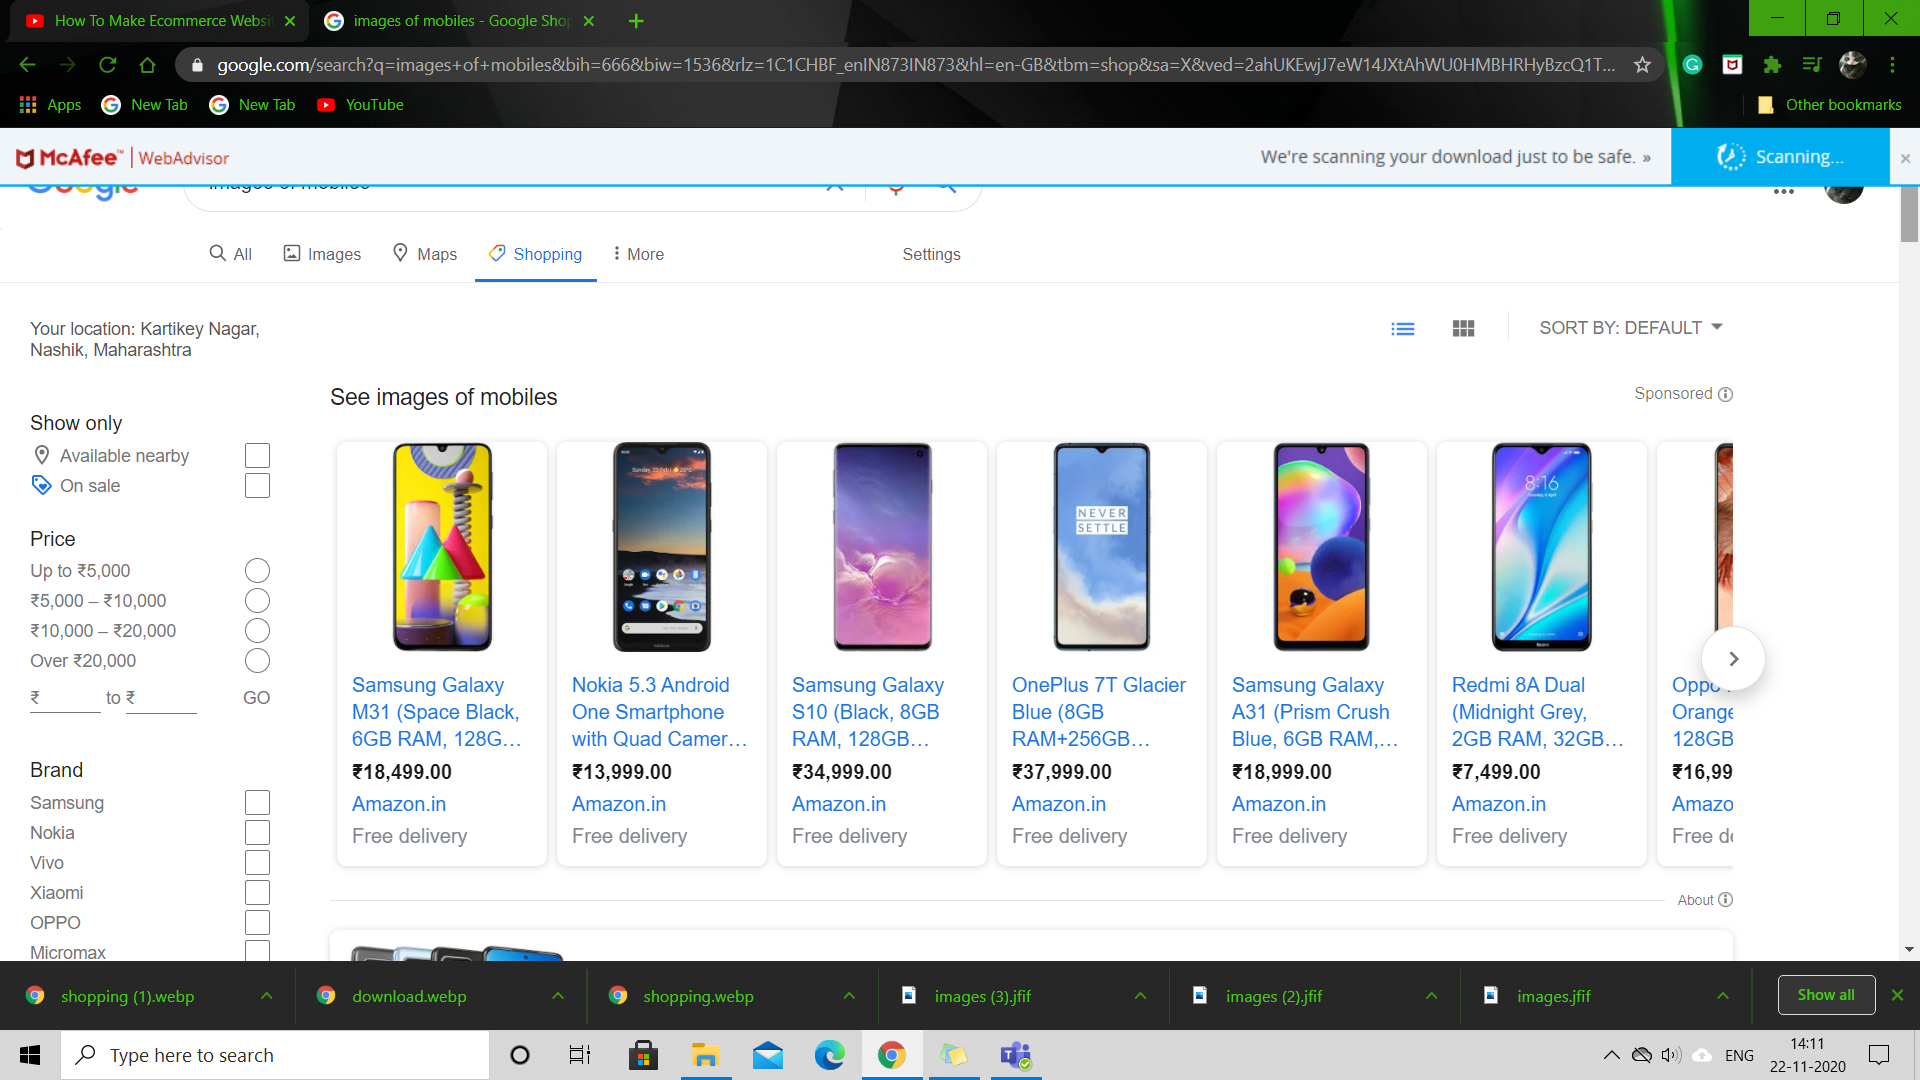 How To Make Ecommerce Websi
images of mobiles - Google Shop
google.com/search?q=images+of+mobiles&bih=666&biw=1536&rlz=1C1CHBF_enIN873IN873&hl=en-GB&tbm=shop&sa=X&ved=2ahUKEwjJ7eW14JXtAhWU0HMBHRHyBzcQ1T...
Apps
New Tab
New Tab
YouTube
Other bookmarks
McAfee™ | WebAdvisor
We're scanning your download just to be safe. »
Scanning...
Google
images of mobiles
All
Images
Maps
Shopping
More
Settings
Your location: Kartikey Nagar,
Nashik, Maharashtra
SORT BY: DEFAULT
See images of mobiles
Sponsored
Show only
Available nearby
On sale
Price
Up to ₹5,000
₹5,000 – ₹10,000
₹10,000 – ₹20,000
Over ₹20,000
₹ to ₹ GO
Brand
Samsung
Nokia
Vivo
Xiaomi
OPPO
Micromax
NEVER
SETTLE
8:16
Samsung Galaxy
M31 (Space Black,
6GB RAM, 128G...
₹18,499.00
Amazon.in
Free delivery
Nokia 5.3 Android
One Smartphone
with Quad Camer...
₹13,999.00
Amazon.in
Free delivery
Samsung Galaxy
S10 (Black, 8GB
RAM, 128GB...
₹34,999.00
Amazon.in
Free delivery
OnePlus 7T Glacier
Blue (8GB
RAM+256GB...
₹37,999.00
Amazon.in
Free delivery
Samsung Galaxy
A31 (Prism Crush
Blue, 6GB RAM,...
₹18,999.00
Amazon.in
Free delivery
Redmi 8A Dual
(Midnight Grey,
2GB RAM, 32GB...
₹7,499.00
Amazon.in
Free delivery
Oppo
Orange
128GB
₹16,99
Amazo
Free de
About
shopping (1).webp
download.webp
shopping.webp
images (3).jfif
images (2).jfif
images.jfif
Show all
Type here to search
ENG
14:11
22-11-2020